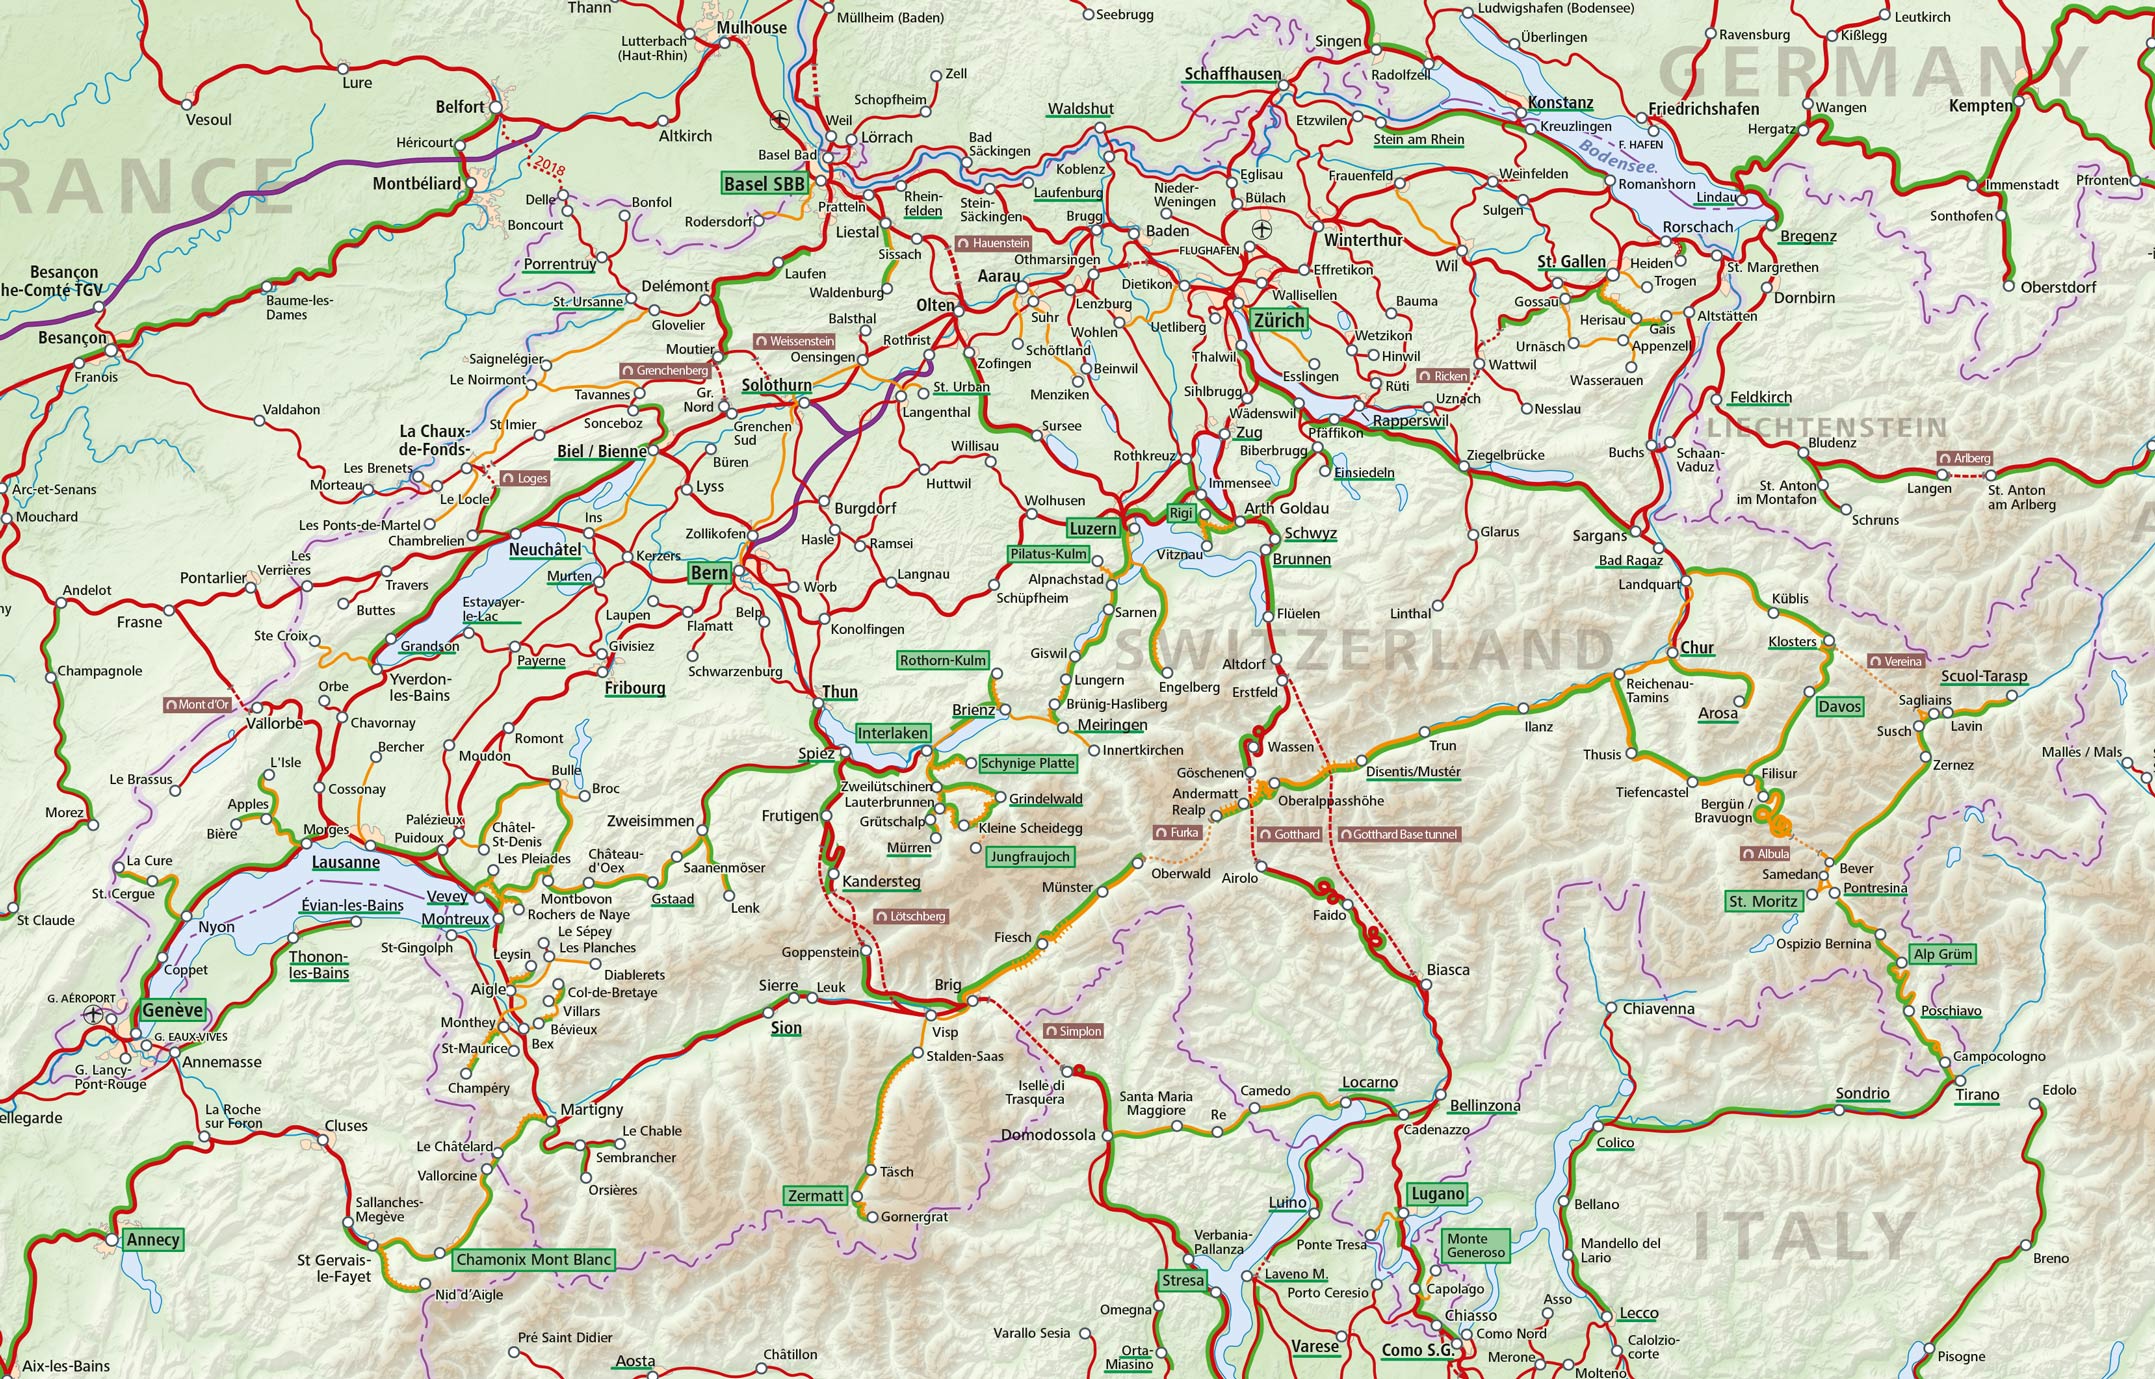 Thann
Mulhouse
Müllheim (Baden)
Seebrugg
Ludwigshafen (Bodensee)
Leutkirch
Lutterbach
(Haut-Rhin)
Singen
Überlingen
Ravensburg
Kißlegg
GERMANY
Lure
Zell
Schaffhausen
Radolfzell
Vesoul
Belfort
Altkirch
Schopfheim
Waldshut
Konstanz
Friedrichshafen
Wangen
Kempten
Héricourt
Weil
Lörrach
Etzwilen
Kreuzlingen
Hergatz
Stein am Rhein
F. HAFEN
Bodensee
Basel Bad
Bad
Säckingen
Koblenz
2018
RANCE
Montbéliard
Basel SBB
Laufenburg
Eglisau
Frauenfeld
Weinfelden
Romanshorn
Immenstadt
Pfronten
Delle
Bonfol
Pratteln
Rhein-
felden
Stein-
Säckingen
Nieder-
Weningen
Bülach
Sulgen
Lindau
Sonthofen
Boncourt
Rodersdorf
Liestal
Brugg
Baden
FLUGHAFEN
Winterthur
Rorschach
Bregenz
Hauenstein
Sissach
Othmarsingen
Porrentruy
Laufen
Aarau
Effretikon
Wil
St. Gallen
Heiden
St. Margrethen
Besançon
he-Comté TGV
Delémont
Waldenburg
Dietikon
Wallisellen
Trogen
Oberstdorf
Baume-les-
Dames
St. Ursanne
Glovelier
Olten
Lenzburg
Bauma
Gossau
Dornbirn
Balsthal
Suhr
Wohlen
Uetliberg
Zürich
Herisau
Gais
Altstätten
Besançon
Moutier
Weissenstein
Oensingen
Rothrist
Schöftland
Thalwil
Wetzikon
Hinwil
Urnäsch
Appenzell
Franois
Saignelégier
Le Noirmont
Grenchenberg
Zofingen
Beinwil
Esslingen
Ricken
Wattwil
Wasserauen
Solothurn
St. Urban
Menziken
Sihlbrugg
Rüti
Tavannes
Gr.
Nord
Langenthal
Wädenswil
Uznach
Nesslau
Feldkirch
Valdahon
St Imier
Sonceboz
Grenchen
Süd
Sursee
Zug
Pfäffikon
Rapperswil
LIECHTENSTEIN
La Chaux-
de-Fonds
Biel / Bienne
Büren
Willisau
Rothkreuz
Biberbrugg
Ziegelbrücke
Buchs
Schaan-
Vaduz
Bludenz
Les Brenets
Loges
Huttwil
Immensee
Einsiedeln
Arlberg
Morteau
Le Locle
Lyss
Langen
St. Anton
im Montafon
St. Anton
am Arlberg
Arc-et-Senans
Mouchard
Les Ponts-de-Martel
Ins
Burgdorf
Wolhusen
Rigi
Arth Goldau
Schruns
Chambrelien
Zollikofen
Hasle
Luzern
Schwyz
Glarus
Sargans
Neuchâtel
Kerzers
Ramsei
Pilatus-Kulm
Vitznau
Brunnen
Bad Ragaz
Les
Verrières
Travers
Murten
Bern
Langnau
Alpnachstad
Landquart
Pontarlier
Buttes
Worb
Schüpfheim
Küblis
Andelot
Estavayer-
le-Lac
Laupen
Belp
Sarnen
Flüelen
Linthal
Frasne
Ste Croix
Flamatt
Konolfingen
Grandson
Givisiez
SWITZERLAND
Klosters
Payerne
Schwarzenburg
Rothorn-Kulm
Giswil
Altdorf
Chur
Vereina
Champagnole
Yverdon-
les-Bains
Fribourg
Lungern
Engelberg
Erstfeld
Reichenau-
Tamins
Scuol-Tarasp
Orbe
Thun
Mont d'Or
Vallorbe
Chavornay
Brienz
Brünig-Hasliberg
Ilanz
Arosa
Davos
Sagliains
Lavin
Romont
Interlaken
Meiringen
Susch
Bercher
Moudon
Spiez
Innertkirchen
Wassen
Trun
Thusis
Malles / Mals
L'Isle
Schynige Platte
Göschenen
Disentis/Mustér
Filisur
Zernez
Le Brassus
Bulle
Zweilütschinen
Andermatt
Cossonay
Broc
Lauterbrunnen
Grindelwald
Realp
Oberalppasshöhe
Tiefencastel
Bergün /
Bravuogn
Morez
Apples
Bière
Palézieux
Puidoux
Châtel-
St-Denis
Zweisimmen
Frutigen
Grütschalp
Kleine Scheidegg
Furka
Gotthard
Gotthard Base tunnel
Morges
Les Pleiades
Château-
d'Oex
Mürren
Jungfraujoch
Albula
La Cure
Lausanne
Saanenmöser
Kandersteg
Oberwald
Airolo
Bever
Samedan
St. Cergue
Vevey
Montbovon
Gstaad
Lenk
Münster
Pontresina
Évian-les-Bains
Montreux
Rochers de Naye
Lötschberg
Faido
St. Moritz
St Claude
Nyon
St-Gingolph
Le Sépey
Les Planches
Fiesch
Ospizio Bernina
Leysin
Goppenstein
Alp Grüm
Thonon-
les-Bains
Coppet
Diablerets
Biasca
Aigle
Col-de-Bretaye
Sierre
Leuk
Brig
G. AÉROPORT
Genève
Villars
Chiavenna
Poschiavo
Monthey
Bévieux
Sion
Visp
Simplon
G. EAUX-VIVES
St-Maurice
Bex
Stalden-Saas
Annemasse
Campocologno
G. Lancy-
Pont-Rouge
Champéry
Iselle di
Trasquera
Locarno
Sondrio
Tirano
Edolo
ellegarde
La Roche
sur Foron
Martigny
Santa Maria
Maggiore
Camedo
Re
Bellinzona
Cluses
Le Chable
Domodossola
Cadenazzo
Colico
Le Châtelard
Sembrancher
Vallorcine
Orsières
Täsch
Sallanches-
Megève
Zermatt
Luino
Lugano
Bellano
ITALY
Gornergrat
Annecy
Chamonix Mont Blanc
Verbania-
Pallanza
Ponte Tresa
Monte
Generoso
Mandello del
Lario
Breno
St Gervais-
le-Fayet
Stresa
Laveno M.
Porto Ceresio
Capolago
Nid d'Aigle
Omegna
Chiasso
Asso
Lecco
Pré Saint Didier
Varallo Sesia
Como Nord
Aix-les-Bains
Aosta
Châtillon
Orta-
Miasino
Varese
Como S.G.
Merone
Calolzio-
corte
Molteno
Pisogne